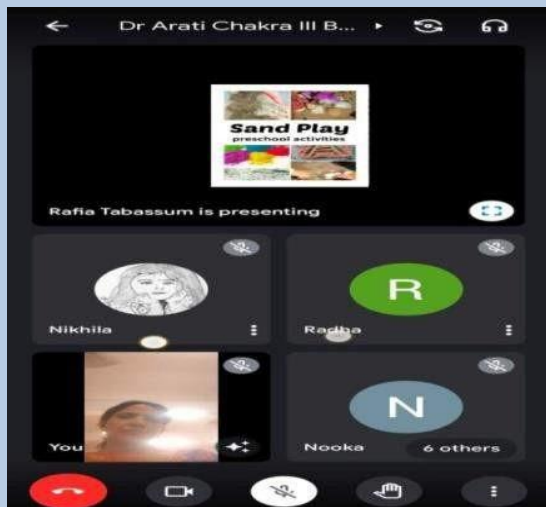 Dr Arati Chakra III B...
Sand Play
preschool activities
Rafia Tabassum is presenting
Nikhila
R
Radha
You
N
Nooka
6 others